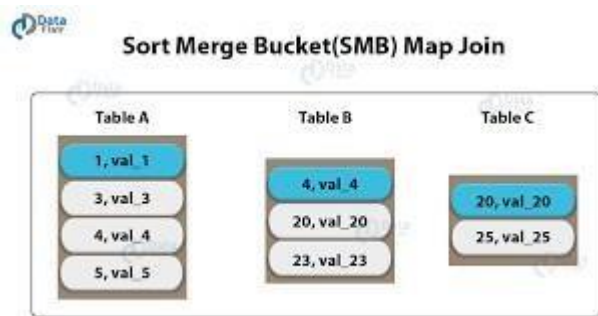 Data
Flair
Sort Merge Bucket(SMB) Map Join
Table A
Table B
Table C
1, val_1
3, val_3
4, val_4
5, val_5
4, val_4
20, val_20
23, val_23
20, val_20
25, val_25